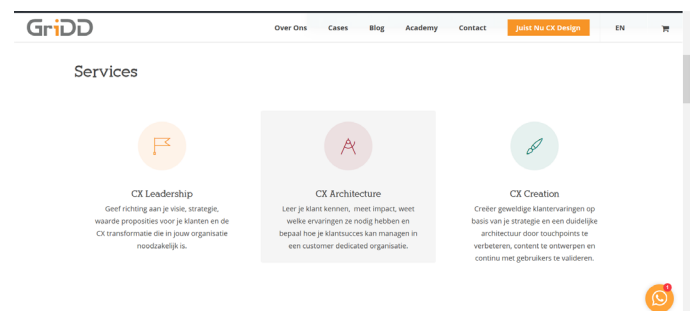 GriDD
Over Ons Cases Blog Academy Contact Juist Nu CX Design EN
Services
CX Leadership
Geef richting aan je visie, strategie,
waarde proposities voor je klanten en de
CX transformatie die in jouw organisatie
noodzakelijk is.
CX Architecture
Leer je klant kennen, meet impact, weet
welke ervaringen ze nodig hebben en
bepaal hoe je klantsucces kan managen in
een customer dedicated organisatie.
CX Creation
Creëer geweldige klantervaringen op
basis van je strategie en een duidelijke
architectuur door touchpoints te
verbeteren, content te ontwerpen en
continu met gebruikers te valideren.
1